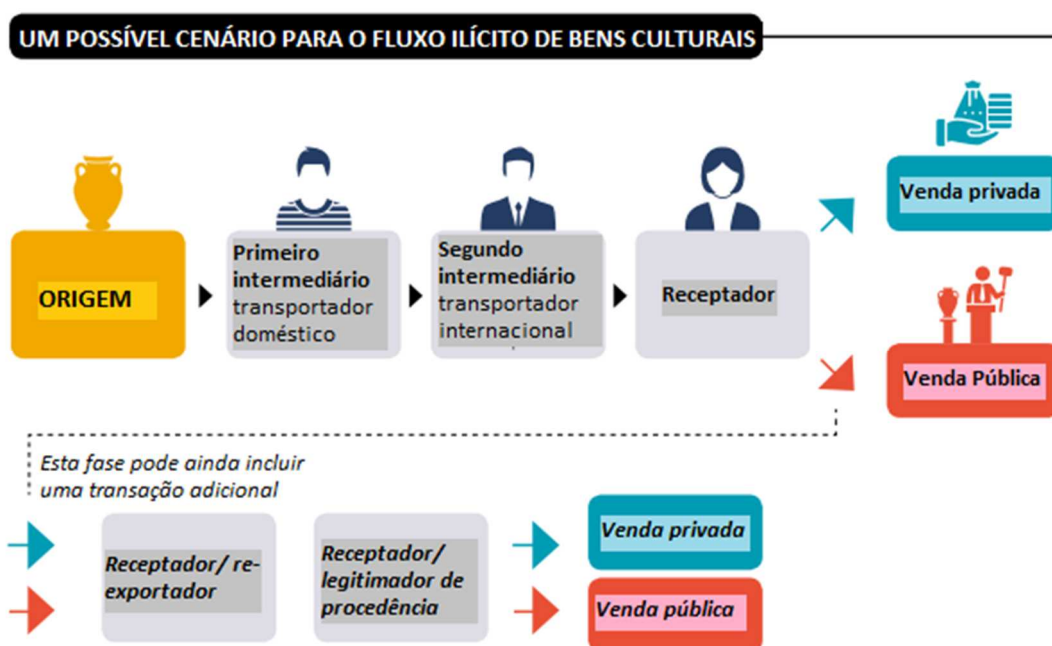 UM POSSÍVEL CENÁRIO PARA O FLUXO ILÍCITO DE BENS CULTURAIS
ORIGEM
Primeiro
intermediário
transportador
doméstico
Segundo
intermediário
transportador
internacional
Receptador
Venda privada
Venda Pública
Esta fase pode ainda incluir
uma transação adicional
Receptador/ re-
exportador
Receptador/
legitimador de
procedência
Venda privada
Venda pública